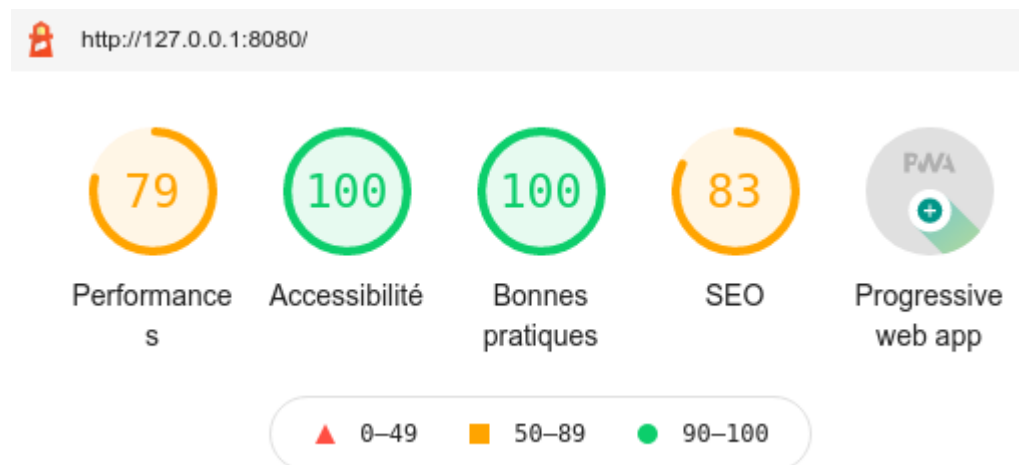 http://127.0.0.1:8080/
79
100
100
83
PWA
Performance
s
Accessibilité
Bonnes
pratiques
SEO
Progressive
web app
0–49
50–89
90–100